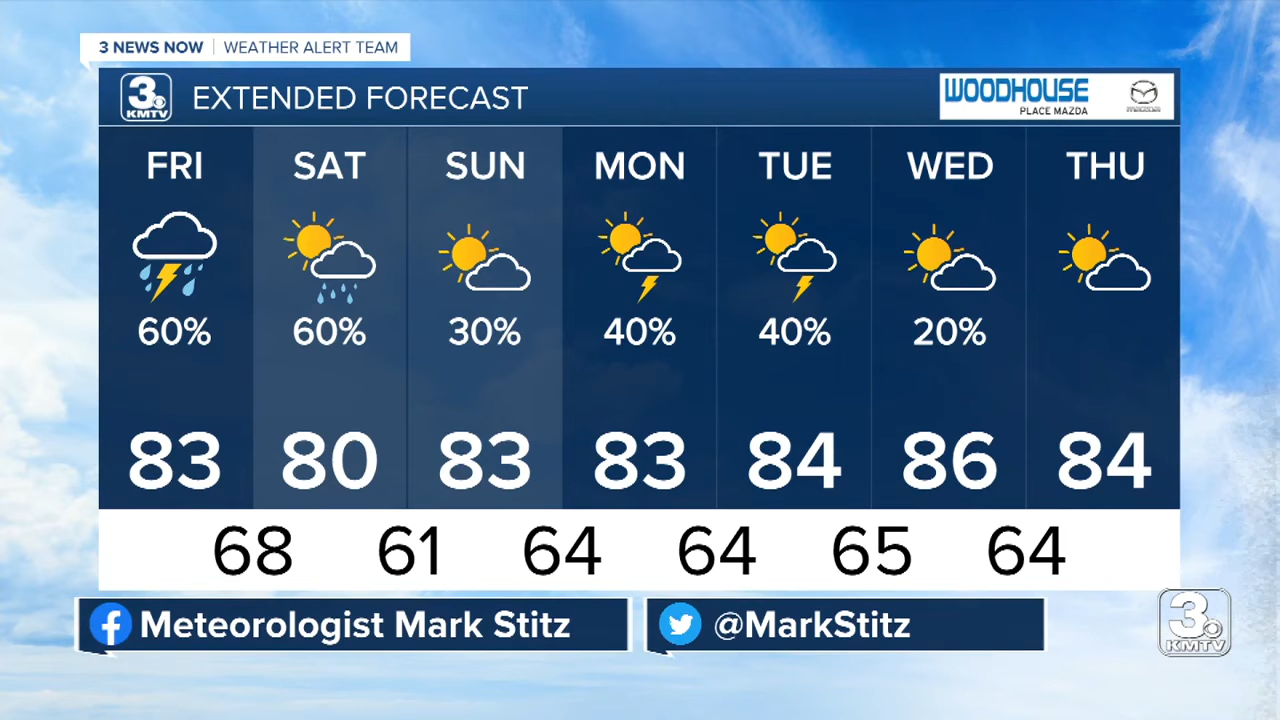 3 NEWS NOW | WEATHER ALERT TEAM
3 KMTV EXTENDED FORECAST
WOODHOUSE
PLACE MAZDA
mazda
FRI SAT SUN MON TUE WED THU
60% 60% 30% 40% 40% 20%
83 80 83 83 84 86 84
68 61 64 64 65 64
Meteorologist Mark Stitz
@MarkStitz
3
KMTV